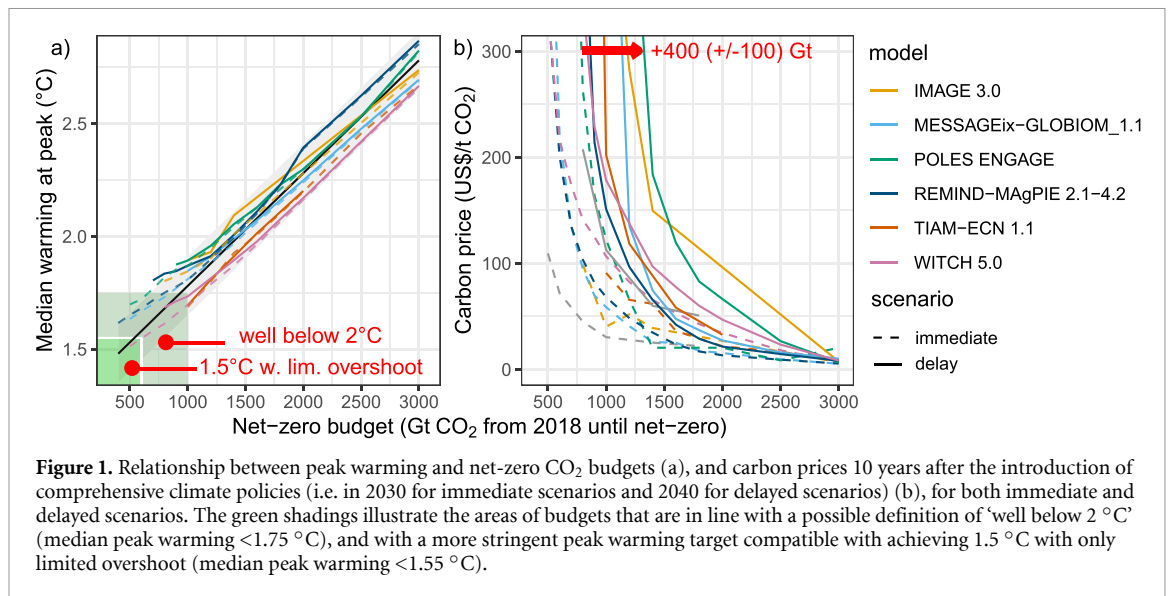 a)
b)
300
200
100
0
2.5
2.0
1.5
Median warming at peak (°C)
Carbon price (US$/t CO2)
+400 (+/-100) Gt
well below 2°C
1.5°C w. lim. overshoot
500 1000 1500 2000 2500 3000
500 1000 1500 2000 2500 3000
Net−zero budget (Gt CO2 from 2018 until net−zero)
model
IMAGE 3.0
MESSAGEix−GLOBIOM_1.1
POLES ENGAGE
REMIND−MAgPIE 2.1−4.2
TIAM−ECN 1.1
WITCH 5.0
scenario
immediate
delay
Figure 1. Relationship between peak warming and net-zero CO2 budgets (a), and carbon prices 10 years after the introduction of
comprehensive climate policies (i.e. in 2030 for immediate scenarios and 2040 for delayed scenarios) (b), for both immediate and
delayed scenarios. The green shadings illustrate the areas of budgets that are in line with a possible definition of ‘well below 2 °C’
(median peak warming <1.75 °C), and with a more stringent peak warming target compatible with achieving 1.5 °C with only
limited overshoot (median peak warming <1.55 °C).